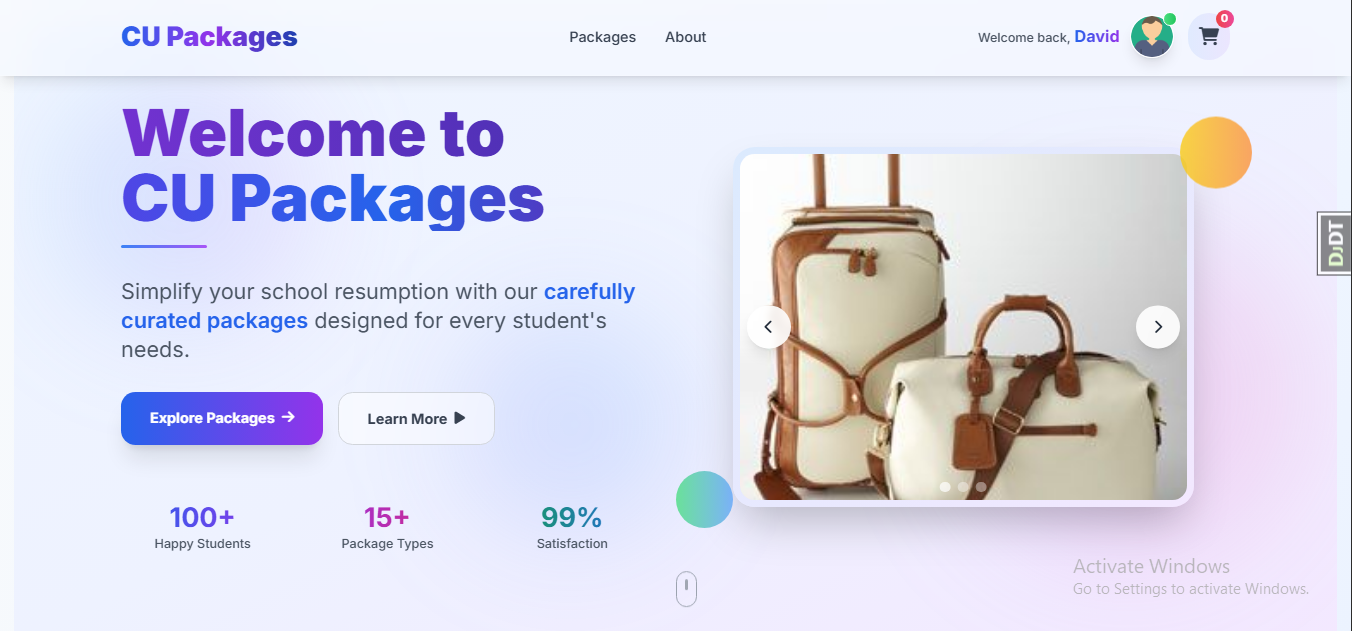 CU Packages
Packages
About
Welcome back, David
0
Welcome to
CU Packages
Simplify your school resumption with our carefully
curated packages designed for every student's
needs.
Explore Packages →
Learn More
100+
Happy Students
15+
Package Types
99%
Satisfaction
DJDT
Activate Windows
Go to Settings to activate Windows.